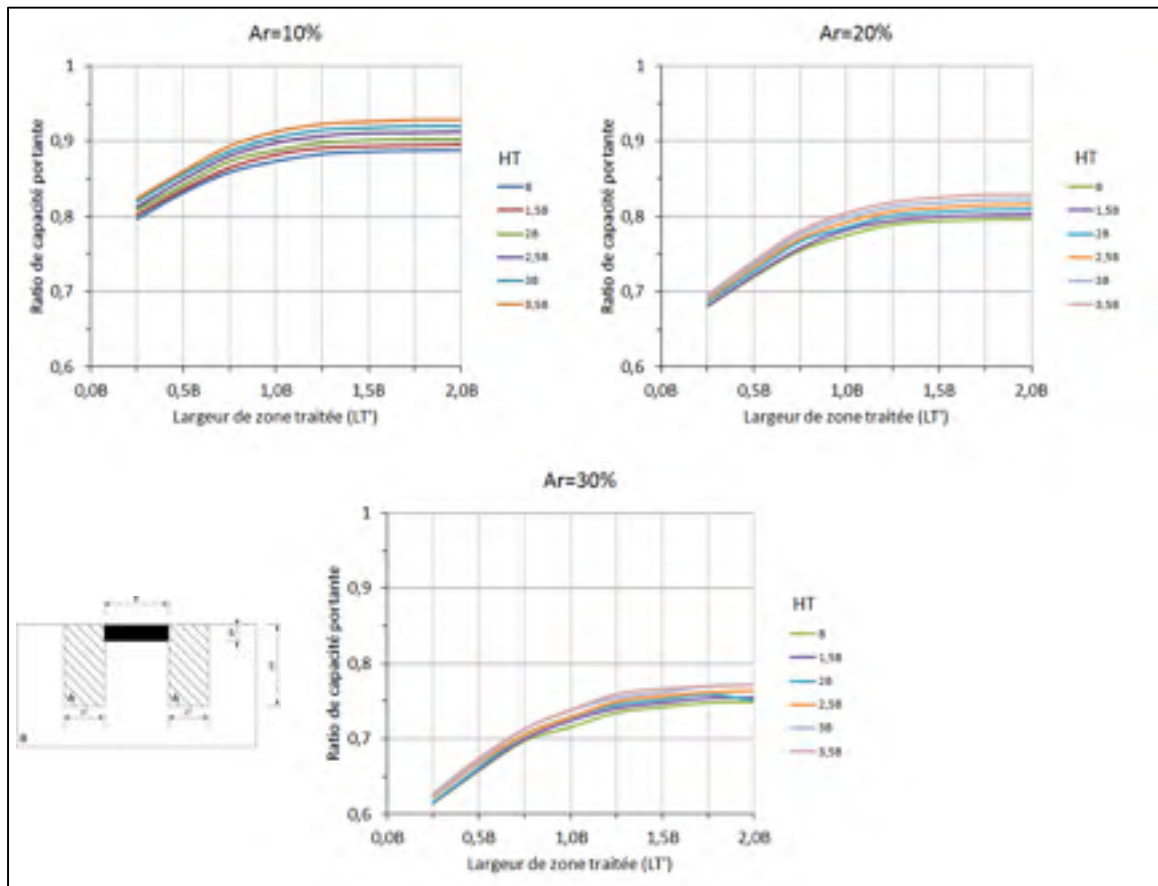 Ar=10%
Ratio de capacité portante
1
0,9
0,8
0,7
0,6
0,0B 0,5B 1,0B 1,5B 2,0B
Largeur de zone traitée (LT')
HT
B
1,5B
2B
2,5B
3B
3,5B
Ar=20%
Ratio de capacité portante
1
0,9
0,8
0,7
0,6
0,0B 0,5B 1,0B 1,5B 2,0B
Largeur de zone traitée (LT')
HT
B
1,5B
2B
2,5B
3B
3,5B
Ar=30%
Ratio de capacité portante
1
0,9
0,8
0,7
0,6
0,0B 0,5B 1,0B 1,5B 2,0B
Largeur de zone traitée (LT')
HT
B
1,5B
2B
2,5B
3B
3,5B